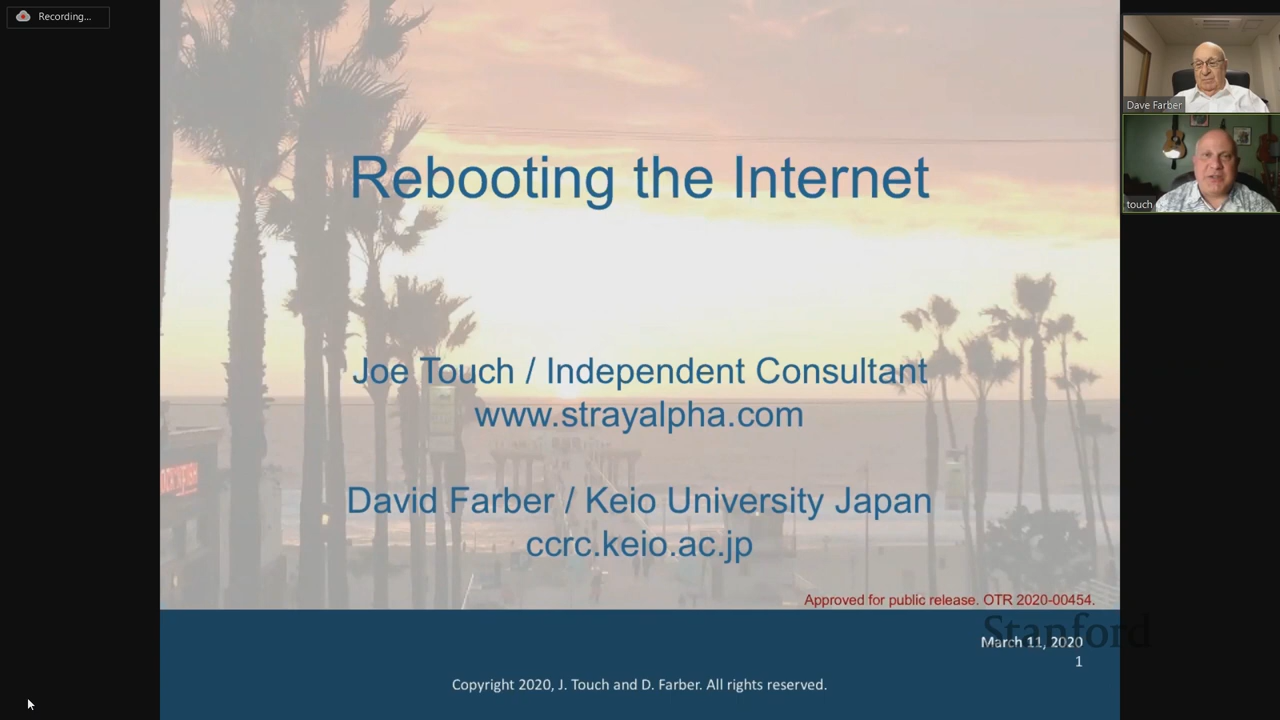 Recording...
Rebooting the Internet
Joe Touch / Independent Consultant
www.strayalpha.com
David Farber / Keio University Japan
ccrc.keio.ac.jp
Approved for public release. OTR 2020-00454.
Stanford
March 11, 2020
1
Copyright 2020, J. Touch and D. Farber. All rights reserved.
Dave Farber
touch